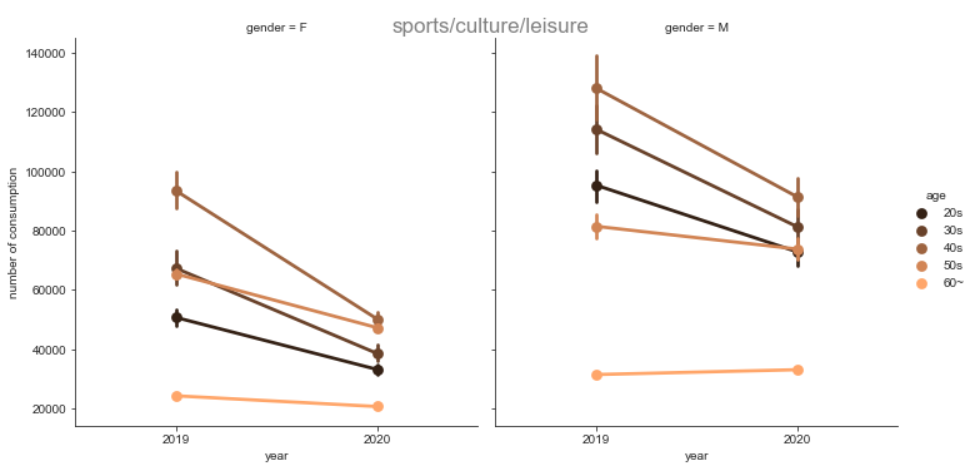 sports/culture/leisure
gender = F
gender = M
140000
120000
100000
80000
60000
40000
20000
number of consumption
2019
2020
year
2019
2020
year
age
20s
30s
40s
50s
60~